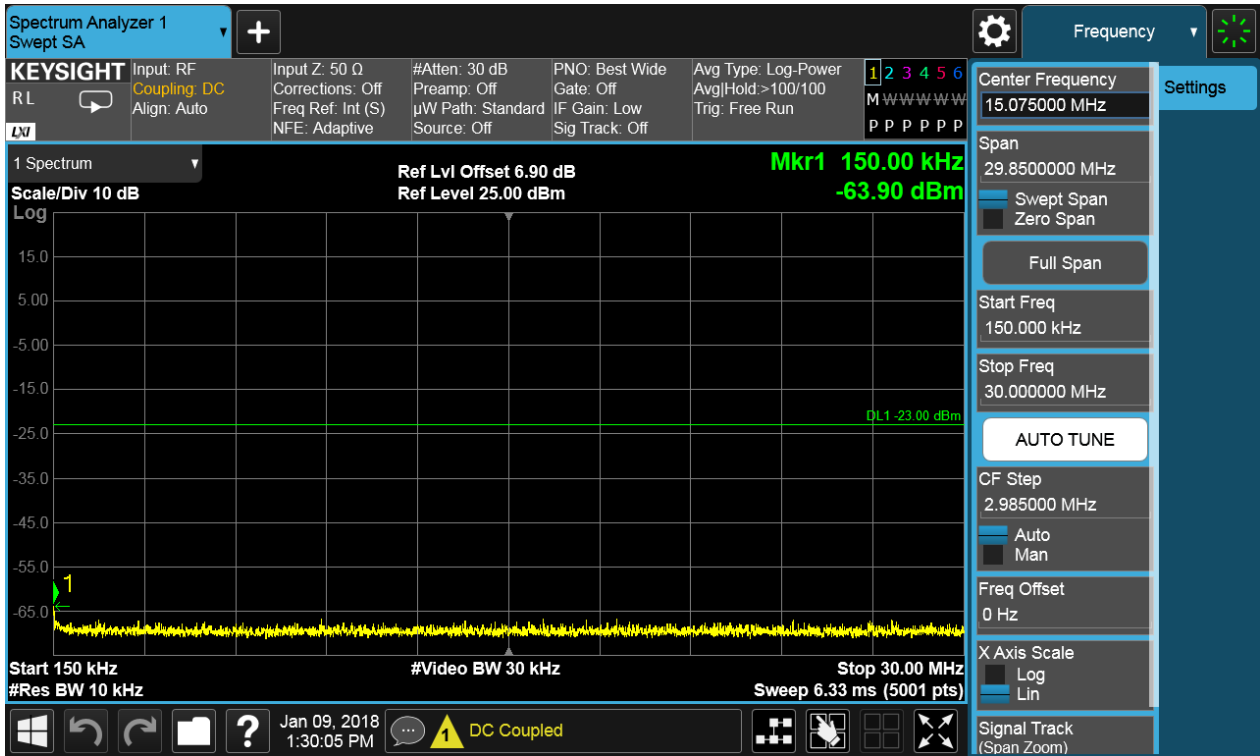 Spectrum Analyzer 1
Swept SA
+
Frequency
KEYSIGHT
RL
LXI
Input: RF
Coupling: DC
Align: Auto
Input Z: 50 Ω
Corrections: Off
Freq Ref: Int (S)
NFE: Adaptive
#Atten: 30 dB
Preamp: Off
µW Path: Standard
Source: Off
PNO: Best Wide
Gate: Off
IF Gain: Low
Sig Track: Off
Avg Type: Log-Power
Avg|Hold:>100/100
Trig: Free Run
1 2 3 4 5 6
M W W W W W
P P P P P P
1 Spectrum
Scale/Div 10 dB
Log
Ref Lvl Offset 6.90 dB
Ref Level 25.00 dBm
Mkr1 150.00 kHz
-63.90 dBm
15.0
5.00
-5.00
-15.0
DL1 -23.00 dBm
-25.0
-35.0
-45.0
-55.0
1
-65.0
Start 150 kHz
#Res BW 10 kHz
#Video BW 30 kHz
Stop 30.00 MHz
Sweep 6.33 ms (5001 pts)
Center Frequency
15.075000 MHz
Settings
Span
29.8500000 MHz
Swept Span
Zero Span
Full Span
Start Freq
150.000 kHz
Stop Freq
30.000000 MHz
AUTO TUNE
CF Step
2.985000 MHz
Auto
Man
Freq Offset
0 Hz
X Axis Scale
Log
Lin
Signal Track
(Span Zoom)
?
Jan 09, 2018
1:30:05 PM
1
DC Coupled